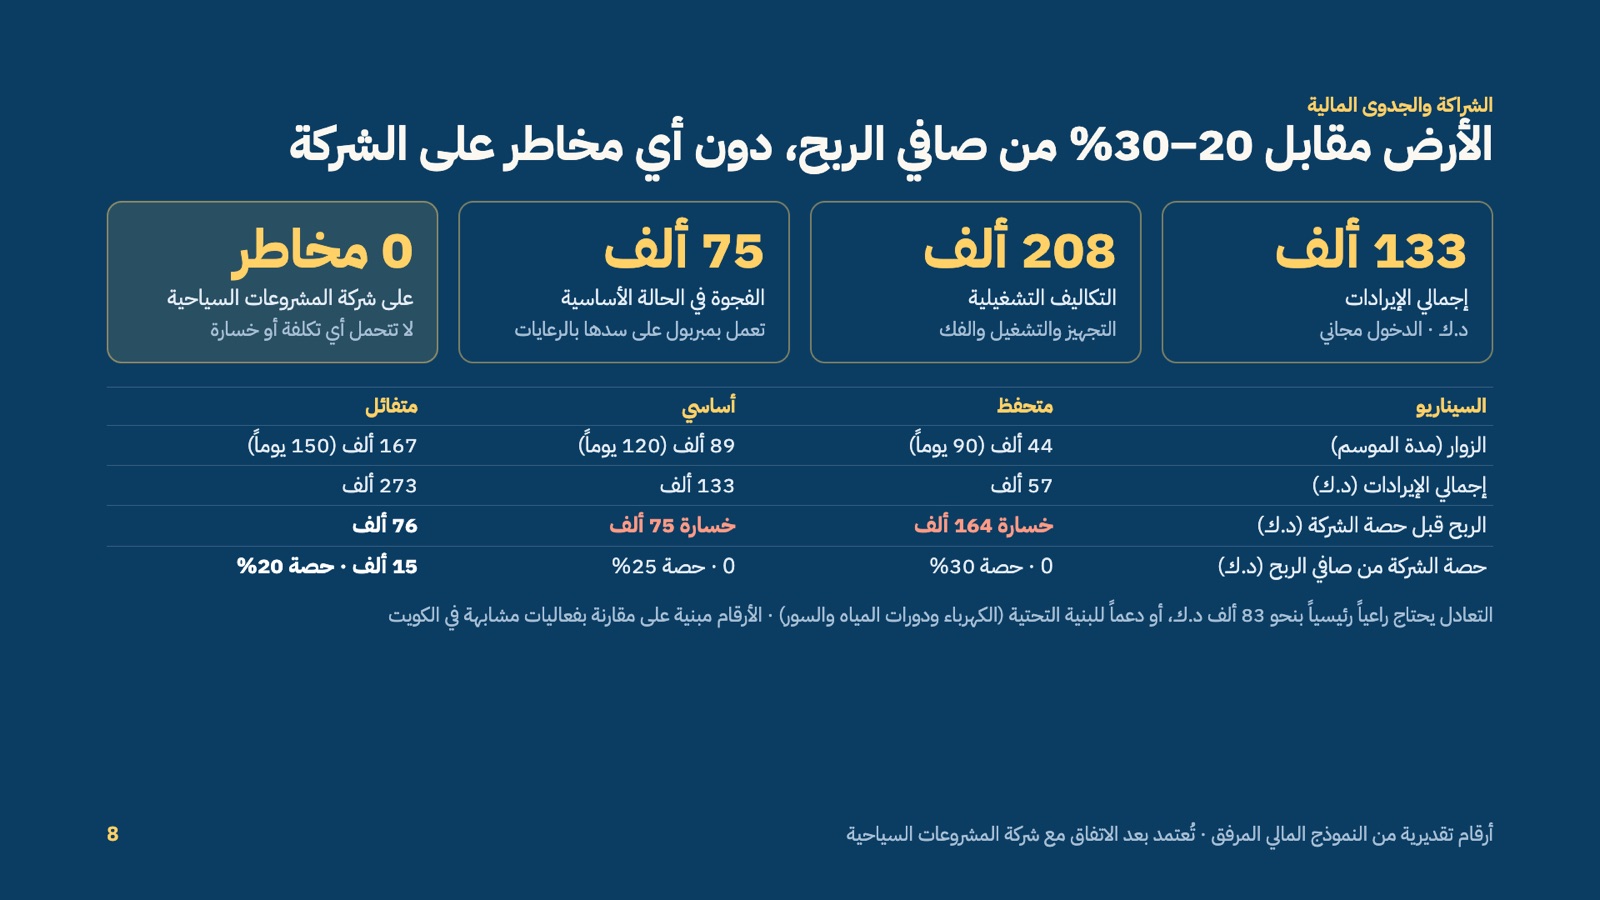 الشراكة والجدوى المالية
الأرض مقابل 20–30% من صافي الربح، دون أي مخاطر على الشركة
133 ألف
إجمالي الإيرادات
د.ك · الدخول مجاني
208 ألف
التكاليف التشغيلية
التجهيز والتشغيل والفك
75 ألف
الفجوة في الحالة الأساسية
تعمل بمبربول على سدها بالرعايات
0 مخاطر
على شركة المشروعات السياحية
لا تتحمل أي تكلفة أو خسارة
السيناريو متحفظ أساسي متفائل
الزوار (مدة الموسم) 44 ألف (90 يوماً) 89 ألف (120 يوماً) 167 ألف (150 يوماً)
إجمالي الإيرادات (د.ك) 57 ألف 133 ألف 273 ألف
الربح قبل حصة الشركة (د.ك) خسارة 164 ألف خسارة 75 ألف 76 ألف
حصة الشركة من صافي الربح (د.ك) 0 · حصة 30% 0 · حصة 25% 15 ألف · حصة 20%
التعادل يحتاج راعياً رئيسياً بنحو 83 ألف د.ك، أو دعماً للبنية التحتية (الكهرباء ودورات المياه والسور) · الأرقام مبنية على مقارنة بفعاليات مشابهة في الكويت
أرقام تقديرية من النموذج المالي المرفق · تُعتمد بعد الاتفاق مع شركة المشروعات السياحية
8